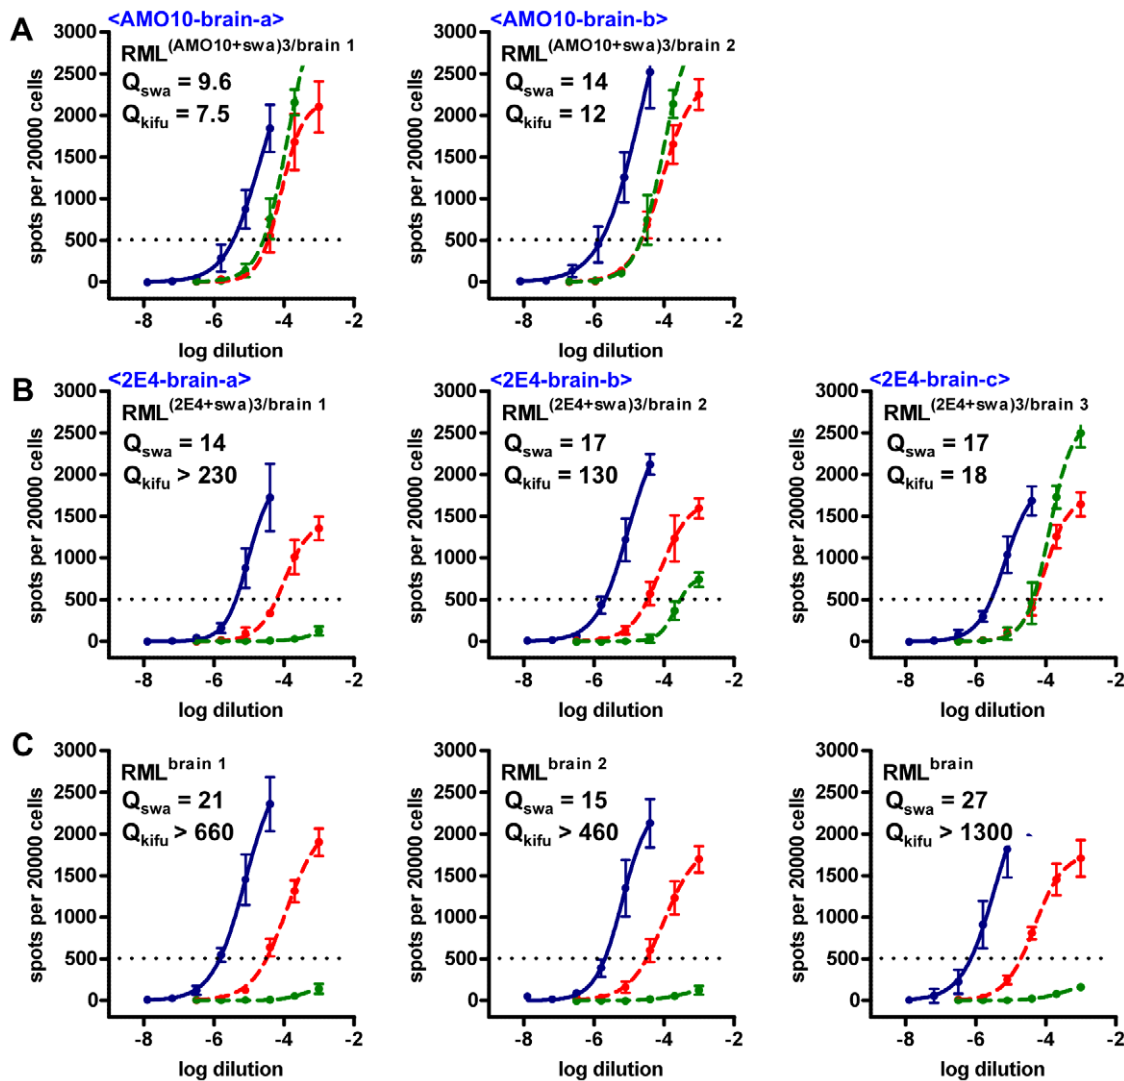 A
<AMO10-brain-a>
3000
2500
2000
1500
1000
500
0
spots per 20000 cells
RML(AMO10+swa)3/brain 1
Qswa = 9.6
Qkifu = 7.5
-8 -6 -4 -2
log dilution
<AMO10-brain-b>
3000
2500
2000
1500
1000
500
0
spots per 20000 cells
RML(AMO10+swa)3/brain 2
Qswa = 14
Qkifu = 12
-8 -6 -4 -2
log dilution
B
<2E4-brain-a>
3000
2500
2000
1500
1000
500
0
spots per 20000 cells
RML(2E4+swa)3/brain 1
Qswa = 14
Qkifu > 230
-8 -6 -4 -2
log dilution
<2E4-brain-b>
3000
2500
2000
1500
1000
500
0
spots per 20000 cells
RML(2E4+swa)3/brain 2
Qswa = 17
Qkifu = 130
-8 -6 -4 -2
log dilution
<2E4-brain-c>
3000
2500
2000
1500
1000
500
0
spots per 20000 cells
RML(2E4+swa)3/brain 3
Qswa = 17
Qkifu = 18
-8 -6 -4 -2
log dilution
C
3000
2500
2000
1500
1000
500
0
spots per 20000 cells
RMLbrain 1
Qswa = 21
Qkifu > 660
-8 -6 -4 -2
log dilution
3000
2500
2000
1500
1000
500
0
spots per 20000 cells
RMLbrain 2
Qswa = 15
Qkifu > 460
-8 -6 -4 -2
log dilution
3000
2500
2000
1500
1000
500
0
spots per 20000 cells
RMLbrain
Qswa = 27
Qkifu > 1300
-8 -6 -4 -2
log dilution